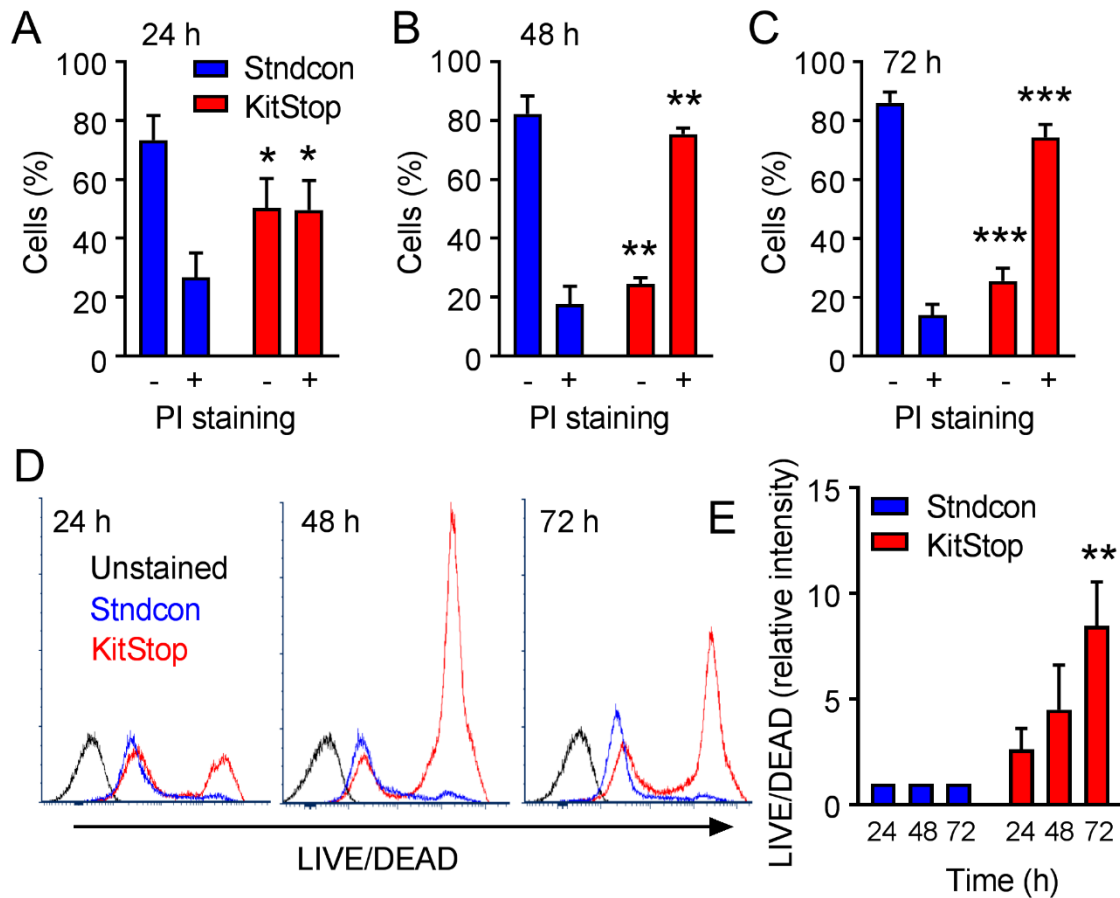 A
24 h
Stndcon
KitStop
Cells (%)
100
80
60
40
20
0
* *
- + - +
PI staining
B
48 h
Cells (%)
100
80
60
40
20
0
** **
- + - +
PI staining
C
72 h
Cells (%)
100
80
60
40
20
0
*** ***
- + - +
PI staining
D
24 h
Unstained
Stndcon
KitStop
48 h
72 h
LIVE/DEAD
E
Stndcon
KitStop
LIVE/DEAD (relative intensity)
15
10
5
0
**
24 48 72 24 48 72
Time (h)